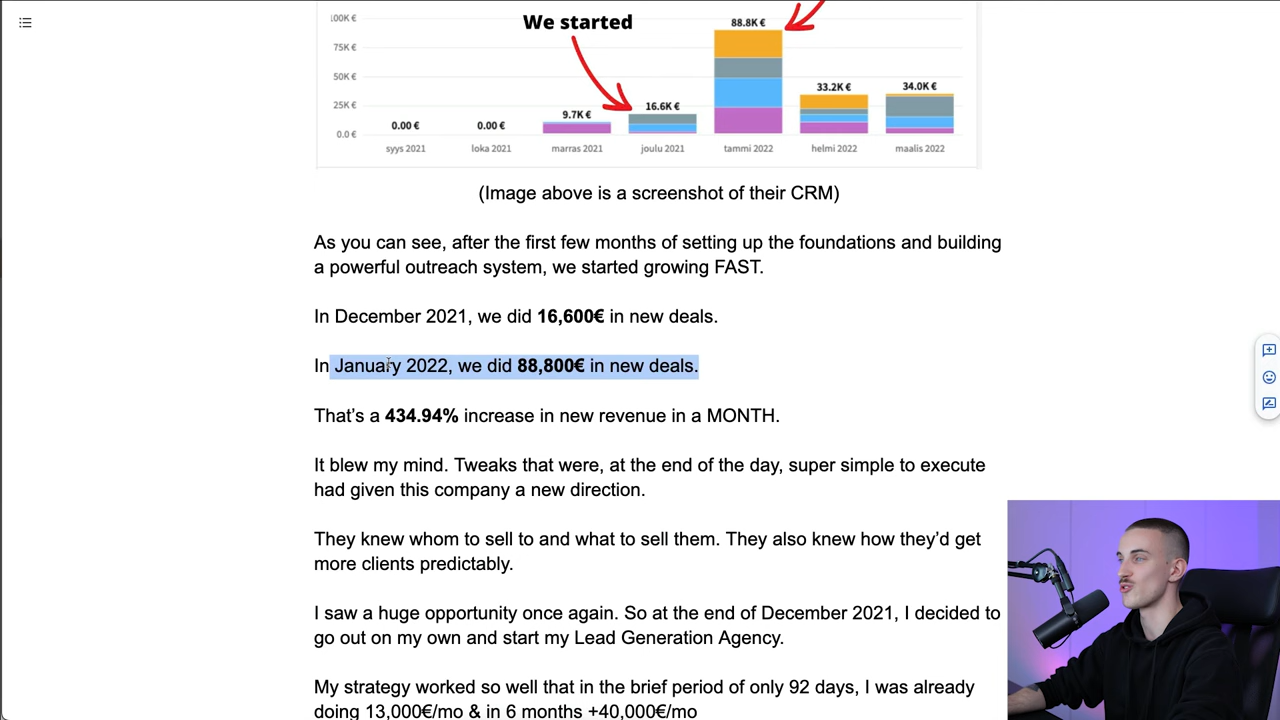 We started
100K €
88.8K €
75K €
50K €
25K €
0.0 €
0.00 €
0.00 €
9.7K €
16.6K €
33.2K €
34.0K €
syys 2021
loka 2021
marras 2021
joulu 2021
tammi 2022
helmi 2022
maalis 2022
(Image above is a screenshot of their CRM)
As you can see, after the first few months of setting up the foundations and building
a powerful outreach system, we started growing FAST.
In December 2021, we did 16,600€ in new deals.
In January 2022, we did 88,800€ in new deals.
That’s a 434.94% increase in new revenue in a MONTH.
It blew my mind. Tweaks that were, at the end of the day, super simple to execute
had given this company a new direction.
They knew whom to sell to and what to sell them. They also knew how they’d get
more clients predictably.
I saw a huge opportunity once again. So at the end of December 2021, I decided to
go out on my own and start my Lead Generation Agency.
My strategy worked so well that in the brief period of only 92 days, I was already
doing 13,000€/mo & in 6 months +40,000€/mo